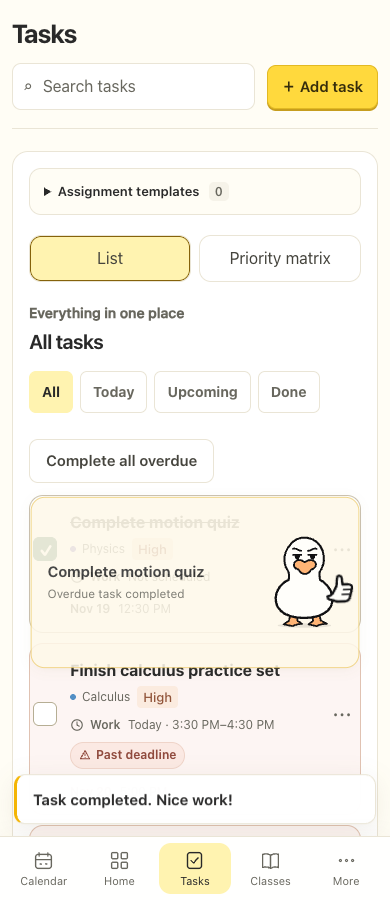 Tasks
Search tasks
+ Add task
Assignment templates 0
List
Priority matrix
Everything in one place
All tasks
All
Today
Upcoming
Done
Complete all overdue
Complete motion quiz
Physics High
Complete motion quiz
Overdue task completed
Nov 19 12:30 PM
Finish calculus practice set
Calculus High
Work Today · 3:30 PM–4:30 PM
Past deadline
Task completed. Nice work!
Calendar
Home
Tasks
Classes
More